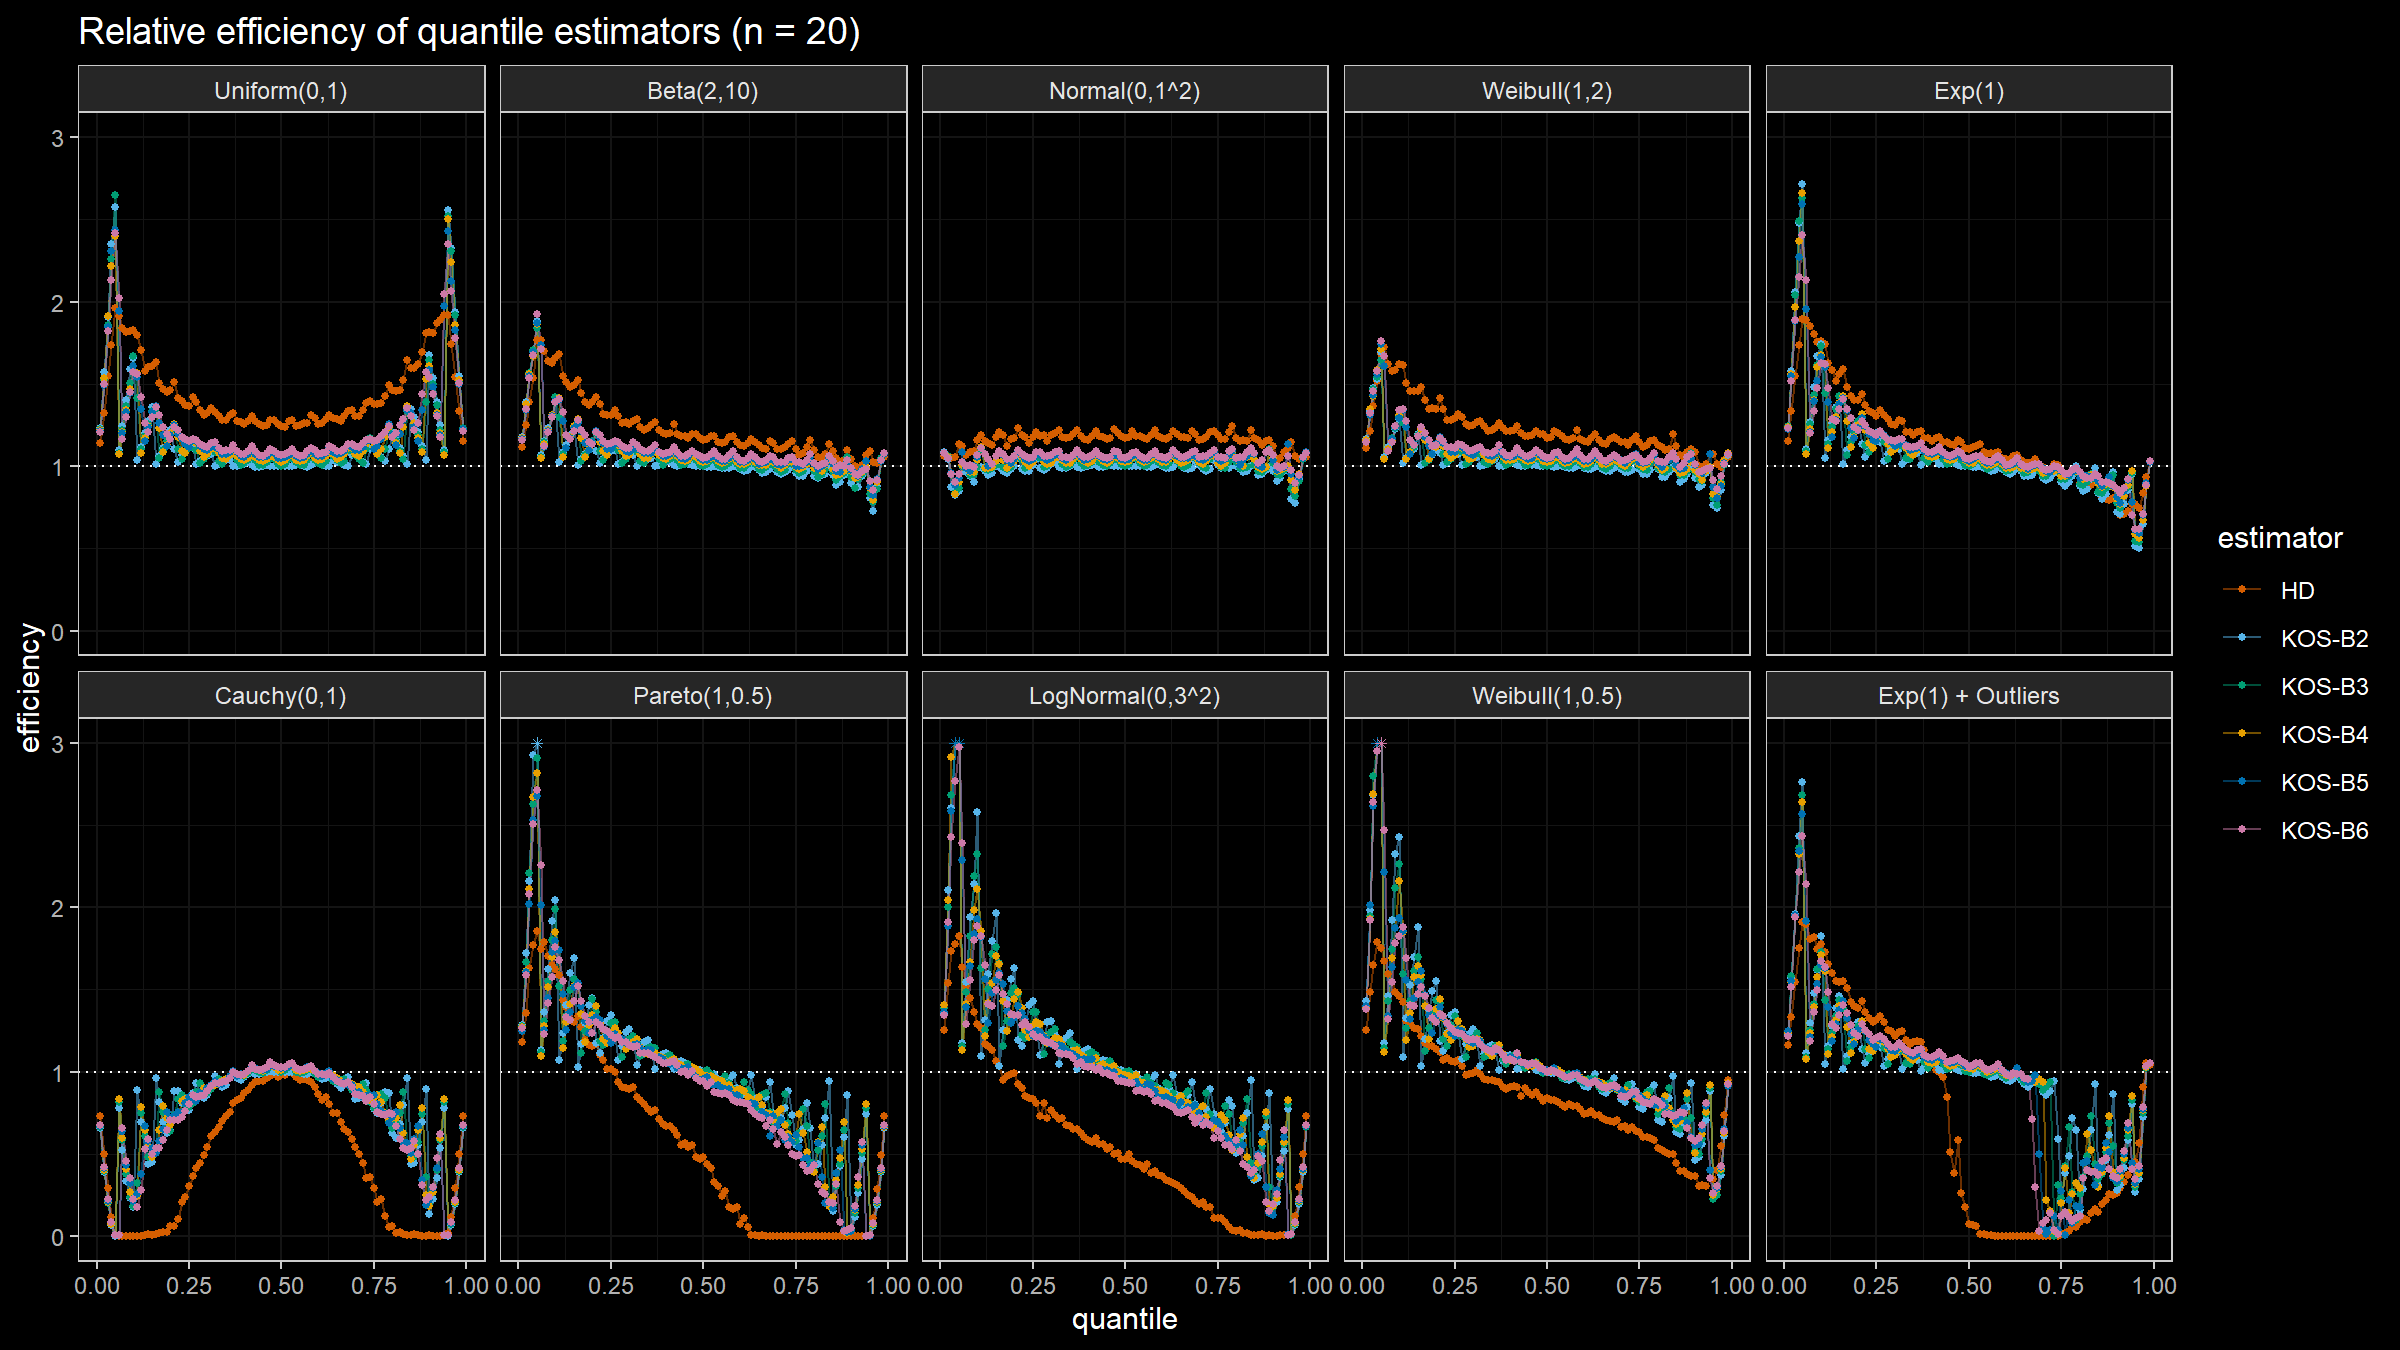 Relative efficiency of quantile estimators (n = 20)
Uniform(0,1)
Beta(2,10)
Normal(0,1^2)
Weibull(1,2)
Exp(1)
3
2
1
0
efficiency
Cauchy(0,1)
Pareto(1,0.5)
LogNormal(0,3^2)
Weibull(1,0.5)
Exp(1) + Outliers
3
2
1
0
0.00 0.25 0.50 0.75 1.00
0.00 0.25 0.50 0.75 1.00
0.00 0.25 0.50 0.75 1.00
0.00 0.25 0.50 0.75 1.00
0.00 0.25 0.50 0.75 1.00
quantile
estimator
HD
KOS-B2
KOS-B3
KOS-B4
KOS-B5
KOS-B6